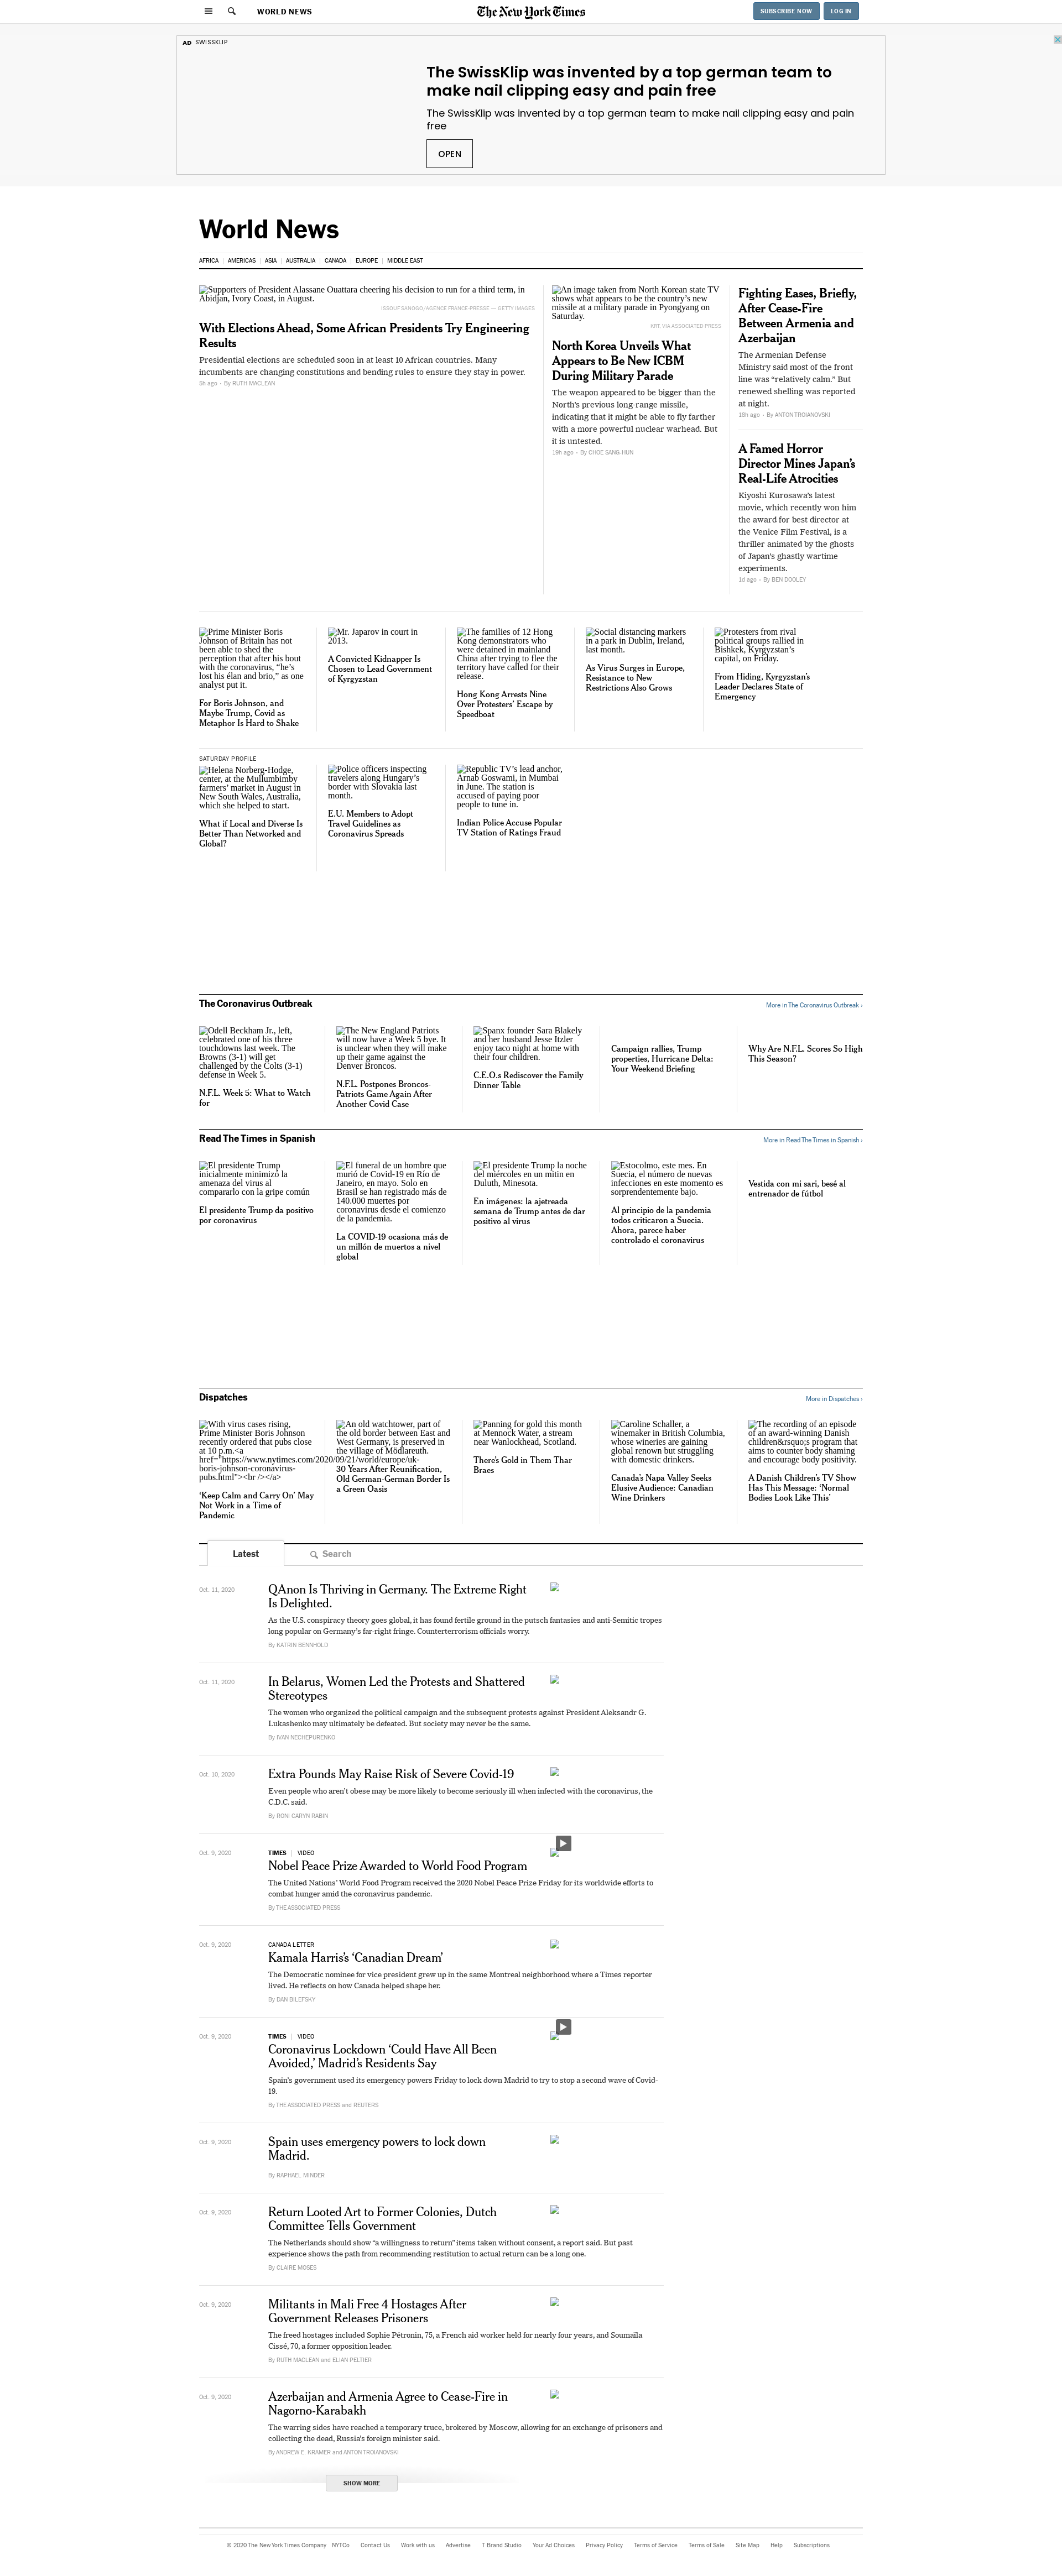 WORLD NEWS
The New York Times
SUBSCRIBE NOW
LOG IN
AD SWISSKLIP
The SwissKlip was invented by a top german team to
make nail clipping easy and pain free
The SwissKlip was invented by a top german team to make nail clipping easy and pain
free
OPEN
World News
AFRICA
AMERICAS
ASIA
AUSTRALIA
CANADA
EUROPE
MIDDLE EAST
Supporters of President Alassane Ouattara cheering his decision to run for a third term, in
Abidjan, Ivory Coast, in August.
ISSOUF SANOGO/AGENCE FRANCE-PRESSE — GETTY IMAGES
With Elections Ahead, Some African Presidents Try Engineering
Results
Presidential elections are scheduled soon in at least 10 African countries. Many
incumbents are changing constitutions and bending rules to ensure they stay in power.
5h ago · By RUTH MACLEAN
An image taken from North Korean state TV
shows what appears to be the country's new
missile at a military parade in Pyongyang on
Saturday.
KRT, VIA ASSOCIATED PRESS
North Korea Unveils What
Appears to Be New ICBM
During Military Parade
The weapon appeared to be bigger than the
North's previous long-range missile,
indicating that it might be able to fly farther
with a more powerful nuclear warhead. But
it is untested.
19h ago · By CHOE SANG-HUN
Fighting Eases, Briefly,
After Cease-Fire
Between Armenia and
Azerbaijan
The Armenian Defense
Ministry said most of the front
line was “relatively calm.” But
renewed shelling was reported
at night.
18h ago · By ANTON TROIANOVSKI
A Famed Horror
Director Mines Japan’s
Real-Life Atrocities
Kiyoshi Kurosawa’s latest
movie, which recently won him
the award for best director at
the Venice Film Festival, is a
thriller animated by the ghosts
of Japan’s ghastly wartime
experiments.
1d ago · By BEN DOOLEY
Prime Minister Boris
Johnson of Britain has not
been able to shed the
perception that after his bout
with the coronavirus, “he’s
lost his élan and brio,” as one
analyst put it.
For Boris Johnson, and
Maybe Trump, Covid as
Metaphor Is Hard to Shake
Mr. Japarov in court in
2013.
A Convicted Kidnapper Is
Chosen to Lead Government
of Kyrgyzstan
The families of 12 Hong
Kong demonstrators who
were detained in mainland
China after trying to flee the
territory have called for their
release.
Hong Kong Arrests Nine
Over Protesters’ Escape by
Speedboat
Social distancing markers
in a park in Dublin, Ireland,
last month.
As Virus Surges in Europe,
Resistance to New
Restrictions Also Grows
Protesters from rival
political groups rallied in
Bishkek, Kyrgyzstan’s
capital, on Friday.
From Hiding, Kyrgyzstan’s
Leader Declares State of
Emergency
SATURDAY PROFILE
Helena Norberg-Hodge,
center, at the Mullumbimby
farmers’ market in August in
New South Wales, Australia,
which she helped to start.
What if Local and Diverse Is
Better Than Networked and
Global?
Police officers inspecting
travelers along Hungary’s
border with Slovakia last
month.
E.U. Members to Adopt
Travel Guidelines as
Coronavirus Spreads
Republic TV’s lead anchor,
Arnab Goswami, in Mumbai
in June. The station is
accused of paying poor
people to tune in.
Indian Police Accuse Popular
TV Station of Ratings Fraud
The Coronavirus Outbreak
More in The Coronavirus Outbreak ›
Odell Beckham Jr., left,
celebrated one of his three
touchdowns last week. The
Browns (3-1) will get
challenged by the Colts (3-1)
defense in Week 5.
N.F.L. Week 5: What to Watch
for
The New England Patriots
will now have a Week 5 bye. It
is unclear when they will make
up their game against the
Denver Broncos.
N.F.L. Postpones Broncos-
Patriots Game Again After
Another Covid Case
Spanx founder Sara Blakely
and her husband Jesse Itzler
enjoy taco night at home with
their four children.
C.E.O.s Rediscover the Family
Dinner Table
Campaign rallies, Trump
properties, Hurricane Delta:
Your Weekend Briefing
Why Are N.F.L. Scores So High
This Season?
Read The Times in Spanish
More in Read The Times in Spanish ›
El presidente Trump
inicialmente minimizó la
amenaza del virus al
compararlo con la gripe común
El presidente Trump da positivo
por coronavirus
El funeral de un hombre que
murió de Covid-19 en Río de
Janeiro, en mayo. Solo en
Brasil se han registrado más de
140.000 muertes por
coronavirus desde el comienzo
de la pandemia.
La COVID-19 ocasiona más de
un millón de muertos a nivel
global
El presidente Trump la noche
del miércoles en un mitin en
Duluth, Minesota.
En imágenes: la ajetreada
semana de Trump antes de dar
positivo al virus
Estocolmo, este mes. En
Suecia, el número de nuevas
infecciones en este momento es
sorprendentemente bajo.
Al principio de la pandemia
todos criticaron a Suecia.
Ahora, parece haber
controlado el coronavirus
Vestida con mi sari, besé al
entrenador de fútbol
Dispatches
More in Dispatches ›
With virus cases rising,
Prime Minister Boris Johnson
recently ordered that pubs close
at 10 p.m.<a
href="https://www.nytimes.com/2020/09/21/world/europe/uk-
boris-johnson-coronavirus-
pubs.html"><br /></a>
‘Keep Calm and Carry On’ May
Not Work in a Time of
Pandemic
An old watchtower, part of
the old border between East and
West Germany, is preserved in
the village of Mödlareuth.
30 Years After Reunification,
Old German-German Border Is
a Green Oasis
Panning for gold this month
at Mennock Water, a stream
near Wanlockhead, Scotland.
There’s Gold in Them Thar
Braes
Caroline Schaller, a
winemaker in British Columbia,
whose wineries are gaining
global renown but struggling
with domestic drinkers.
Canada’s Napa Valley Seeks
Elusive Audience: Canadian
Wine Drinkers
The recording of an episode
of an award-winning Danish
children&rsquo;s program that
aims to counter body shaming
and encourage body positivity.
A Danish Children’s TV Show
Has This Message: ‘Normal
Bodies Look Like This’
Latest
Search
Oct. 11, 2020
QAnon Is Thriving in Germany. The Extreme Right
Is Delighted.
As the U.S. conspiracy theory goes global, it has found fertile ground in the putsch fantasies and anti-Semitic tropes
long popular on Germany’s far-right fringe. Counterterrorism officials worry.
By KATRIN BENNHOLD
Oct. 11, 2020
In Belarus, Women Led the Protests and Shattered
Stereotypes
The women who organized the political campaign and the subsequent protests against President Aleksandr G.
Lukashenko may ultimately be defeated. But society may never be the same.
By IVAN NECHEPURENKO
Oct. 10, 2020
Extra Pounds May Raise Risk of Severe Covid-19
Even people who aren’t obese may be more likely to become seriously ill when infected with the coronavirus, the
C.D.C. said.
By RONI CARYN RABIN
Oct. 9, 2020
TIMES | VIDEO
Nobel Peace Prize Awarded to World Food Program
The United Nations’ World Food Program received the 2020 Nobel Peace Prize Friday for its worldwide efforts to
combat hunger amid the coronavirus pandemic.
By THE ASSOCIATED PRESS
Oct. 9, 2020
CANADA LETTER
Kamala Harris’s ‘Canadian Dream’
The Democratic nominee for vice president grew up in the same Montreal neighborhood where a Times reporter
lived. He reflects on how Canada helped shape her.
By DAN BILEFSKY
Oct. 9, 2020
TIMES | VIDEO
Coronavirus Lockdown ‘Could Have All Been
Avoided,’ Madrid’s Residents Say
Spain’s government used its emergency powers Friday to lock down Madrid to try to stop a second wave of Covid-
19.
By THE ASSOCIATED PRESS and REUTERS
Oct. 9, 2020
Spain uses emergency powers to lock down
Madrid.
By RAPHAEL MINDER
Oct. 9, 2020
Return Looted Art to Former Colonies, Dutch
Committee Tells Government
The Netherlands should show “a willingness to return” items taken without consent, a report said. But past
experience shows the path from recommending restitution to actual return can be a long one.
By CLAIRE MOSES
Oct. 9, 2020
Militants in Mali Free 4 Hostages After
Government Releases Prisoners
The freed hostages included Sophie Pétronin, 75, a French aid worker held for nearly four years, and Soumaïla
Cissé, 70, a former opposition leader.
By RUTH MACLEAN and ELIAN PELTIER
Oct. 9, 2020
Azerbaijan and Armenia Agree to Cease-Fire in
Nagorno-Karabakh
The warring sides have reached a temporary truce, brokered by Moscow, allowing for an exchange of prisoners and
collecting the dead, Russia’s foreign minister said.
By ANDREW E. KRAMER and ANTON TROIANOVSKI
SHOW MORE
© 2020 The New York Times Company
NYTCo
Contact Us
Work with us
Advertise
T Brand Studio
Your Ad Choices
Privacy Policy
Terms of Service
Terms of Sale
Site Map
Help
Subscriptions